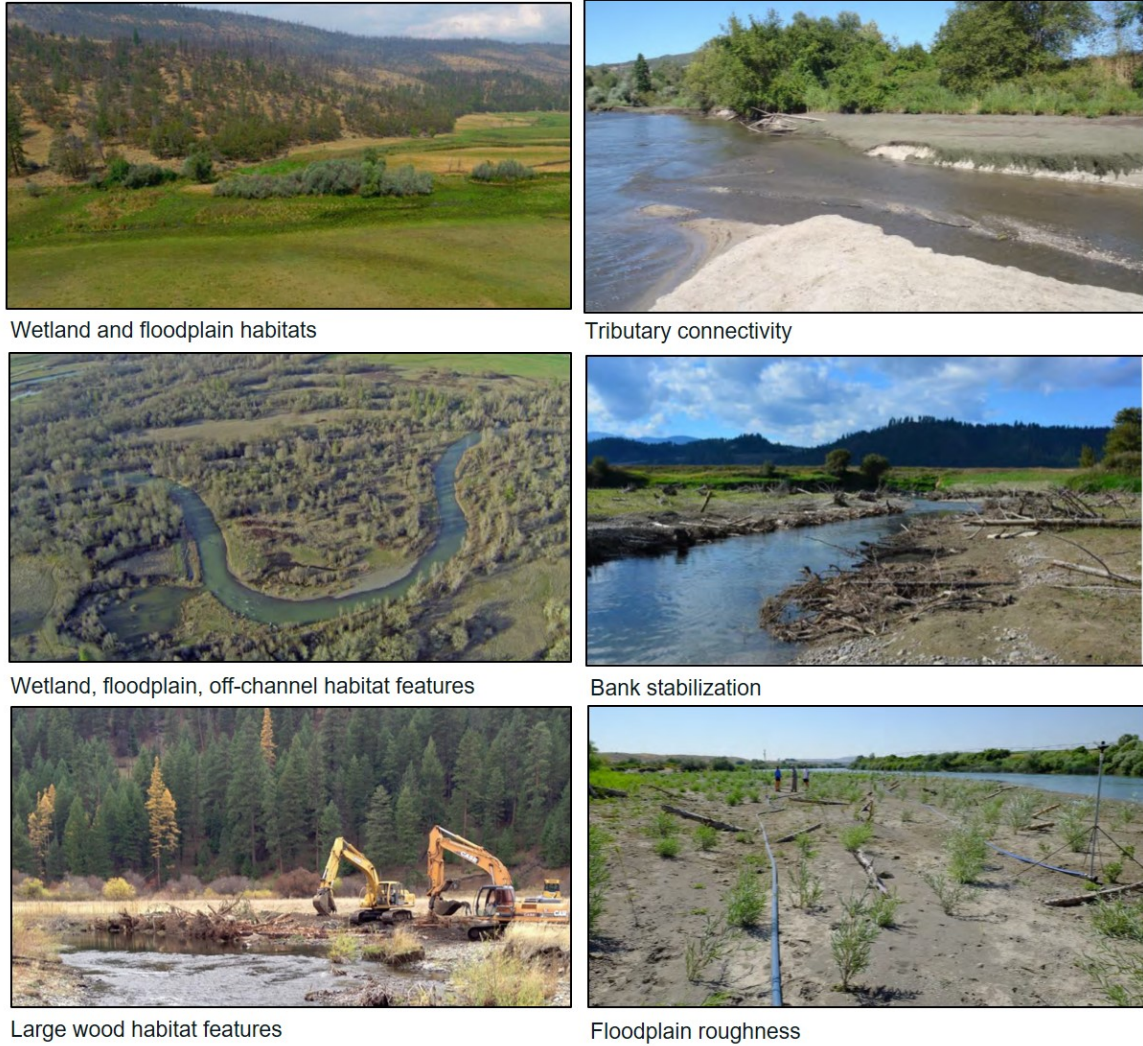 Wetland and floodplain habitats
Tributary connectivity
Wetland, floodplain, off-channel habitat features
Bank stabilization
Large wood habitat features
Floodplain roughness